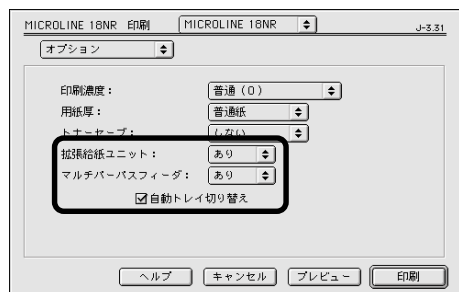 MICROLINE 18NR 印刷 MICROLINE 18NR J-3.31
オプション
印刷濃度： 普通（0）
用紙厚： 普通紙
トナーセーブ： しない
拡張給紙ユニット： あり
マルチパーパスフィーダ： あり
自動トレイ切り替え
ヘルプ キャンセル プレビュー 印刷